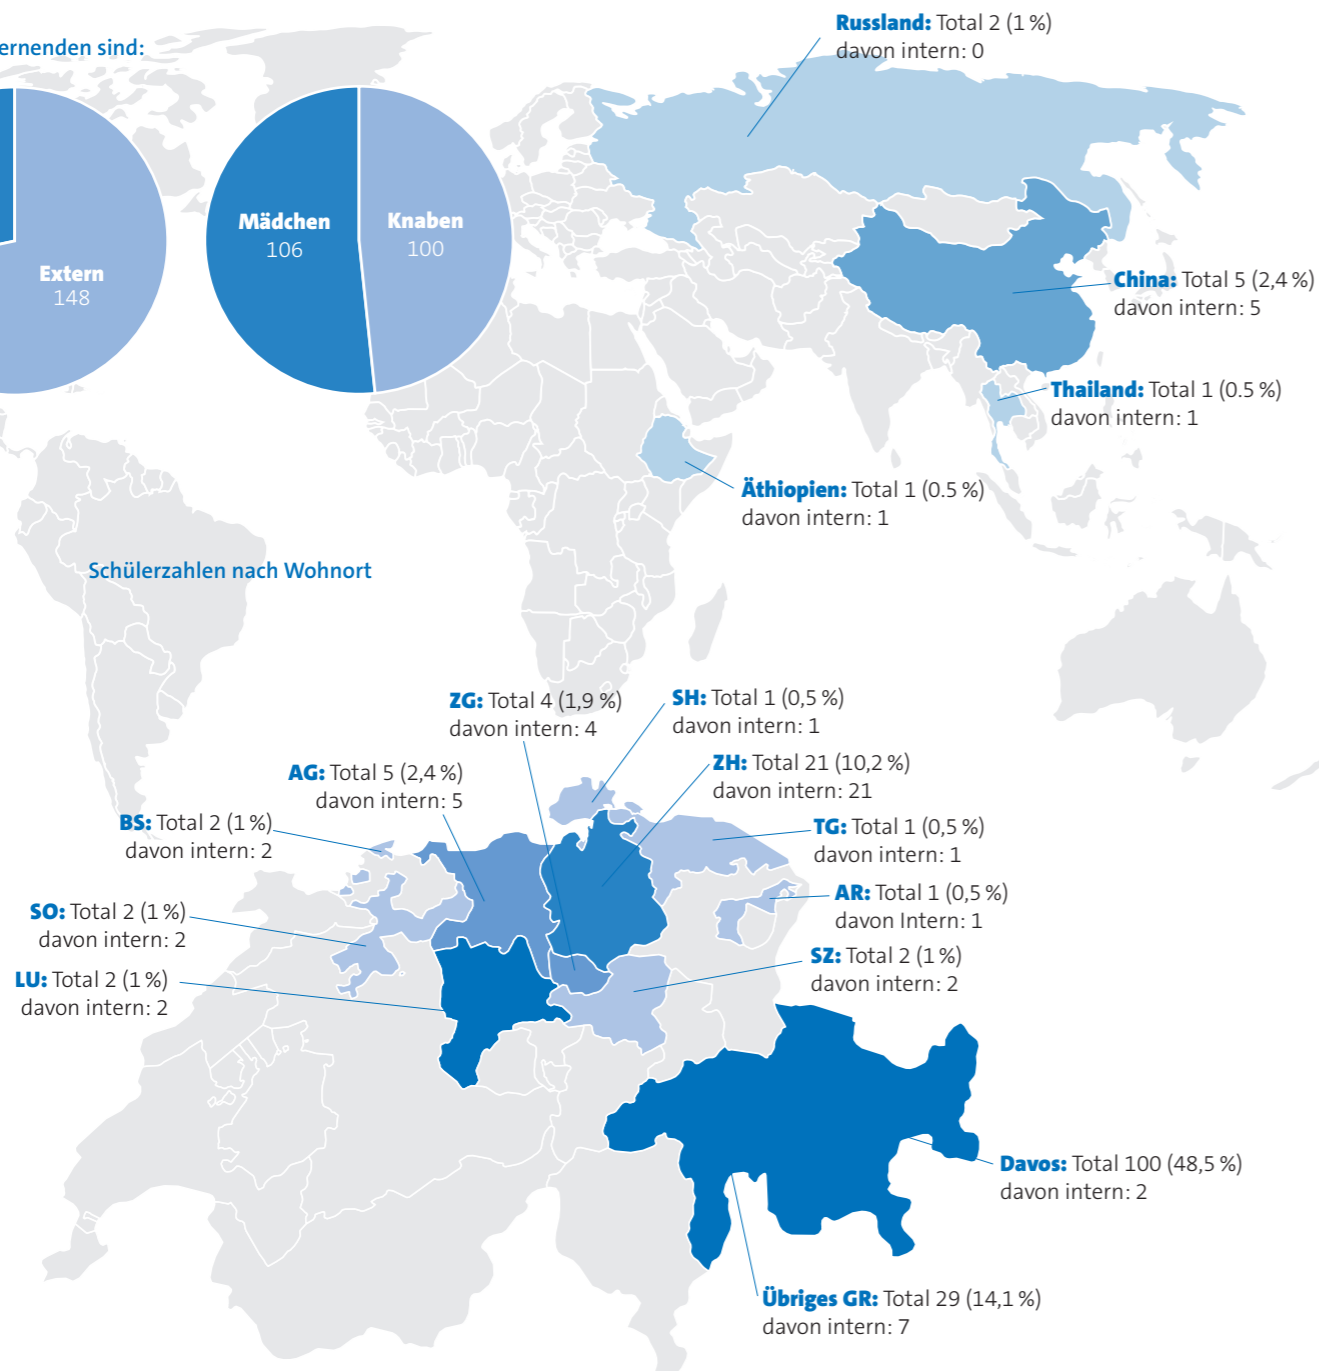 ernenden sind:
Extern
148
Mädchen
106
Knaben
100
Russland: Total 2 (1 %)
davon intern: 0
China: Total 5 (2,4 %)
davon intern: 5
Thailand: Total 1 (0.5 %)
davon intern: 1
Äthiopien: Total 1 (0.5 %)
davon intern: 1
Schülerzahlen nach Wohnort
ZG: Total 4 (1,9 %)
davon intern: 4
SH: Total 1 (0,5 %)
davon intern: 1
AG: Total 5 (2,4 %)
davon intern: 5
ZH: Total 21 (10,2 %)
davon intern: 21
BS: Total 2 (1 %)
davon intern: 2
TG: Total 1 (0,5 %)
davon intern: 1
AR: Total 1 (0,5 %)
davon Intern: 1
SO: Total 2 (1 %)
davon intern: 2
SZ: Total 2 (1 %)
davon intern: 2
LU: Total 2 (1 %)
davon intern: 2
Davos: Total 100 (48,5 %)
davon intern: 2
Übriges GR: Total 29 (14,1 %)
davon intern: 7